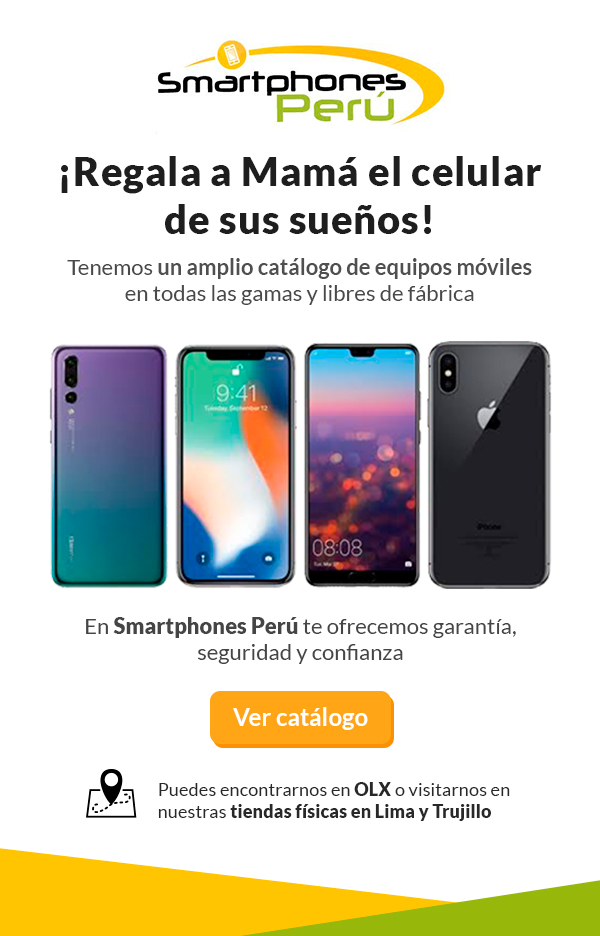 Smartphones
Perú
¡Regala a Mamá el celular
de sus sueños!
Tenemos un amplio catálogo de equipos móviles
en todas las gamas y libres de fábrica
9:41
Tuesday, September 12
08:08
iPhone
En Smartphones Perú te ofrecemos garantía,
seguridad y confianza
Ver catálogo
Puedes encontrarnos en OLX o visitarnos en
nuestras tiendas físicas en Lima y Trujillo